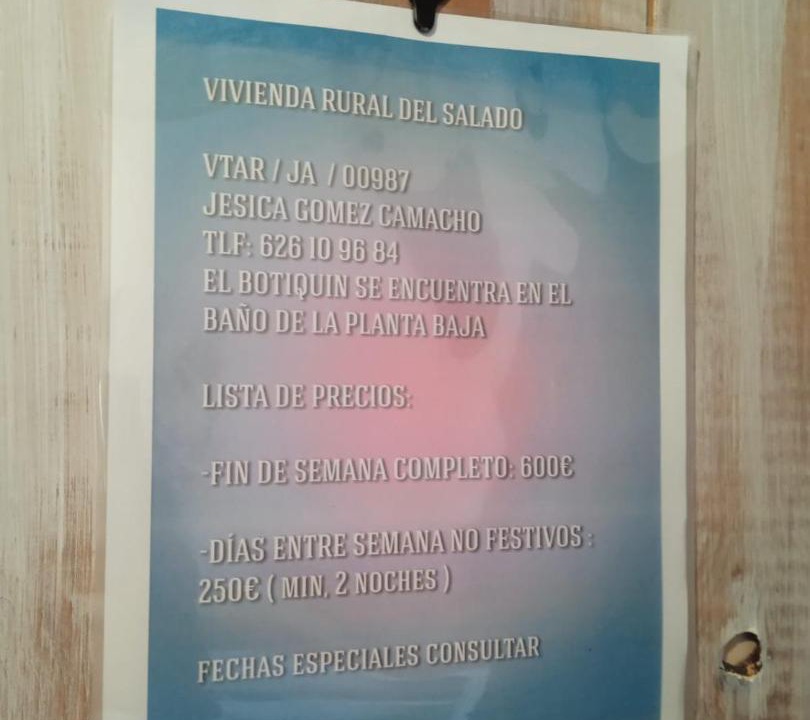 VIVIENDA RURAL DEL SALADO
VTAR / JA / 00987
JESICA GOMEZ CAMACHO
TLF: 626 10 96 84
EL BOTIQUIN SE ENCUENTRA EN EL
BAÑO DE LA PLANTA BAJA
LISTA DE PRECIOS:
-FIN DE SEMANA COMPLETO: 600€
-DÍAS ENTRE SEMANA NO FESTIVOS :
250€ ( MIN. 2 NOCHES )
FECHAS ESPECIALES CONSULTAR